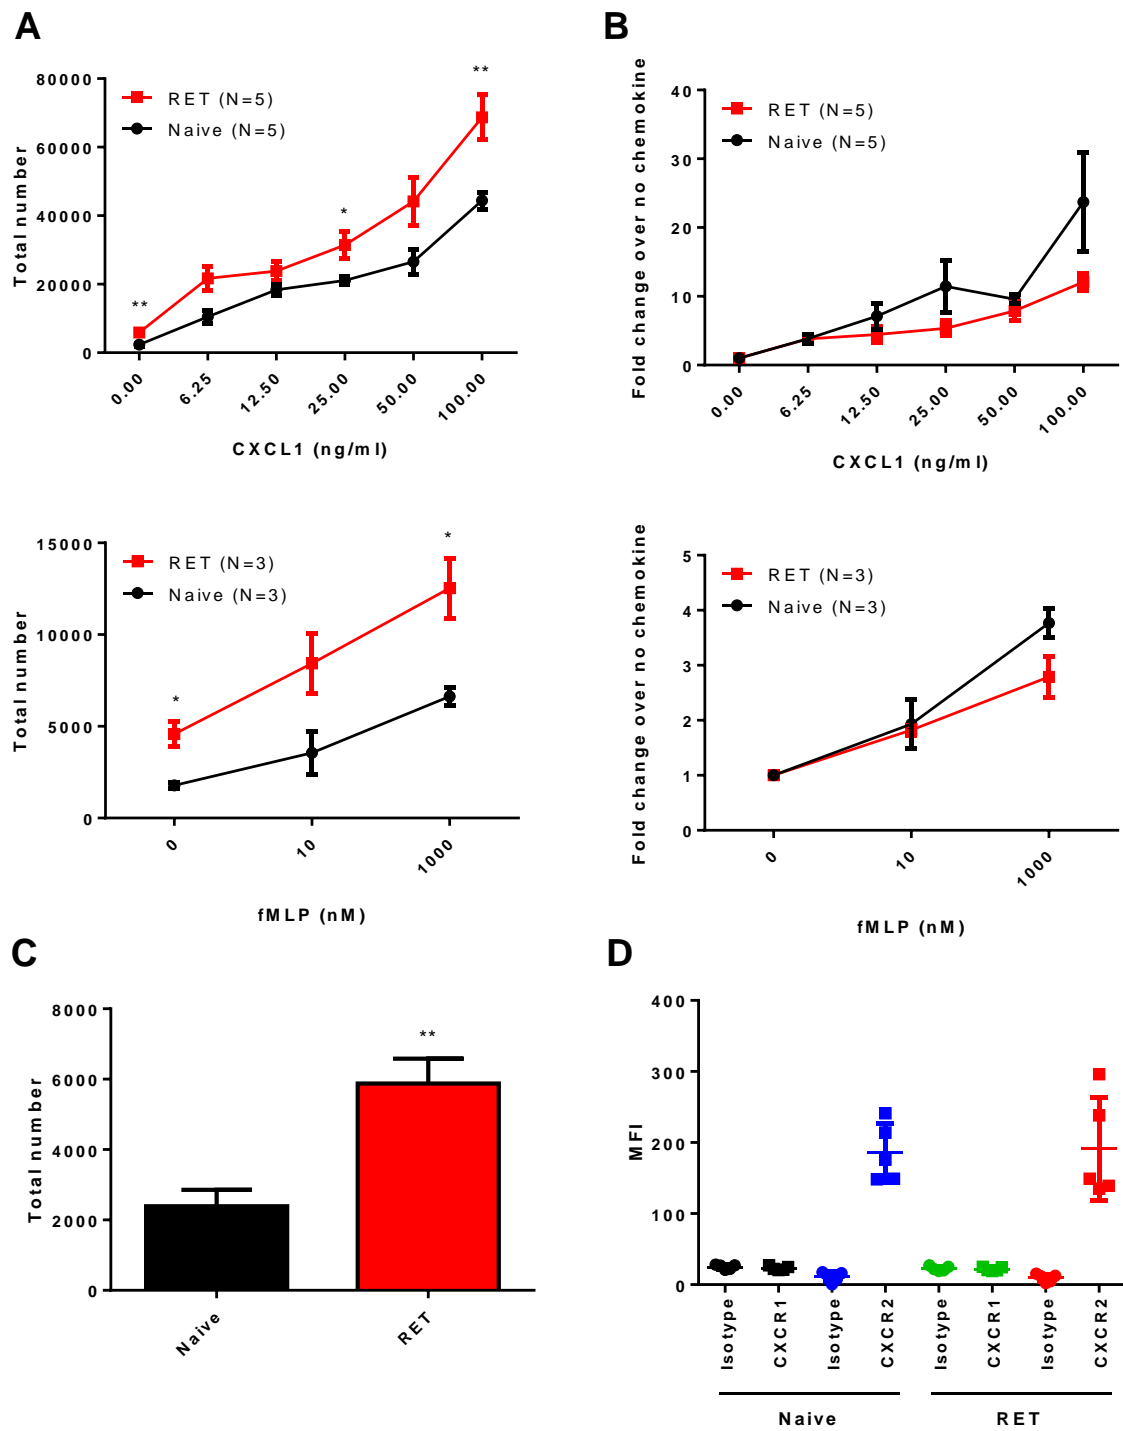 A
Total number
80000
60000
40000
20000
0
RET (N=5)
Naive (N=5)
**
*
**
0.00
6.25
12.50
25.00
50.00
100.00
CXCL1 (ng/ml)
B
Fold change over no chemokine
40
30
20
10
0
RET (N=5)
Naive (N=5)
0.00
6.25
12.50
25.00
50.00
100.00
CXCL1 (ng/ml)
Total number
15000
10000
5000
0
RET (N=3)
Naive (N=3)
*
*
0
10
1000
fMLP (nM)
Fold change over no chemokine
5
4
3
2
1
0
RET (N=3)
Naive (N=3)
0
10
1000
fMLP (nM)
C
Total number
8000
6000
4000
2000
0
**
Naive
RET
D
MFI
400
300
200
100
0
Isotype
CXCR1
Isotype
CXCR2
Isotype
CXCR1
Isotype
CXCR2
Naive
RET